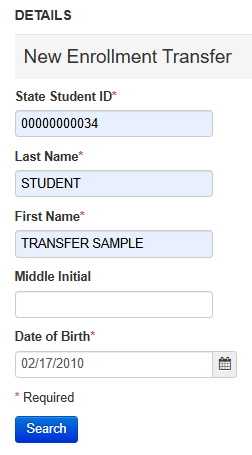 DETAILS
New Enrollment Transfer
State Student ID*
00000000034
Last Name*
STUDENT
First Name*
TRANSFER SAMPLE
Middle Initial
Date of Birth*
02/17/2010
* Required
Search